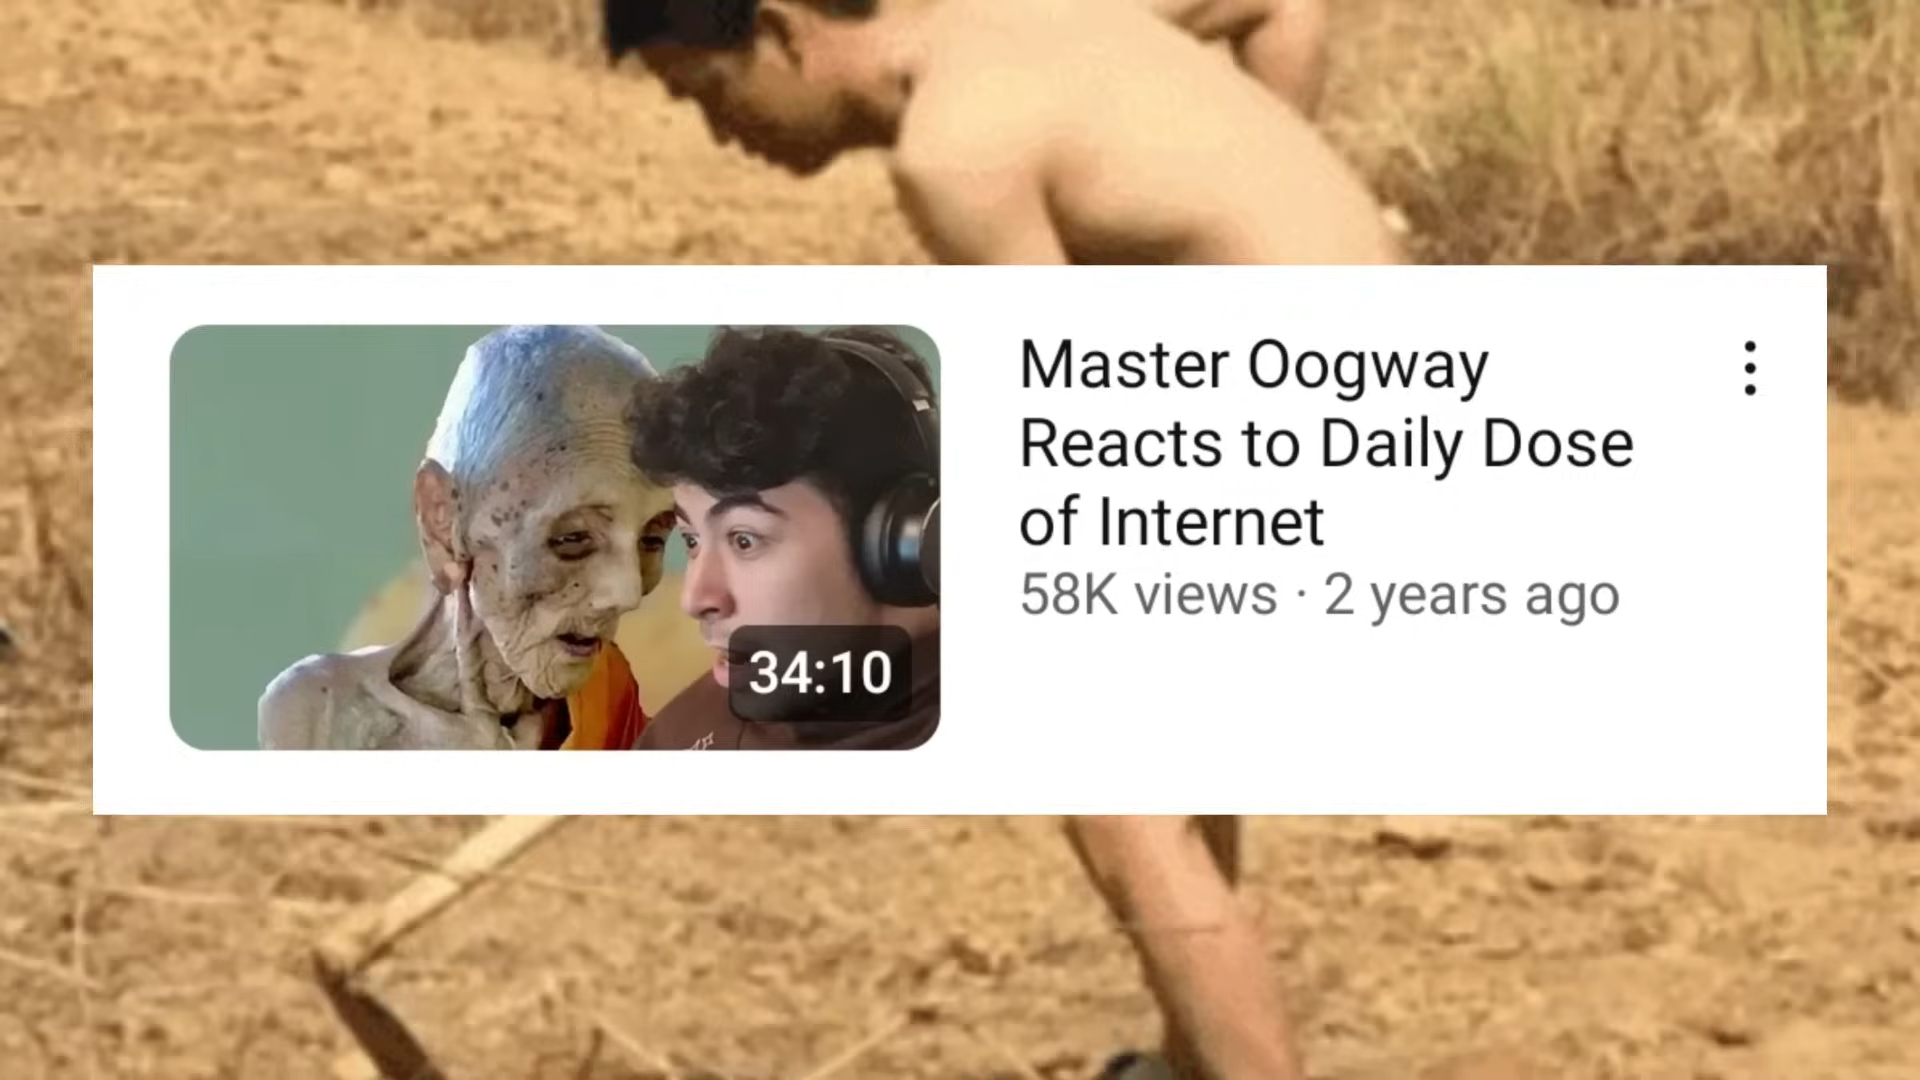 Master Oogway
Reacts to Daily Dose
of Internet
58K views · 2 years ago
34:10